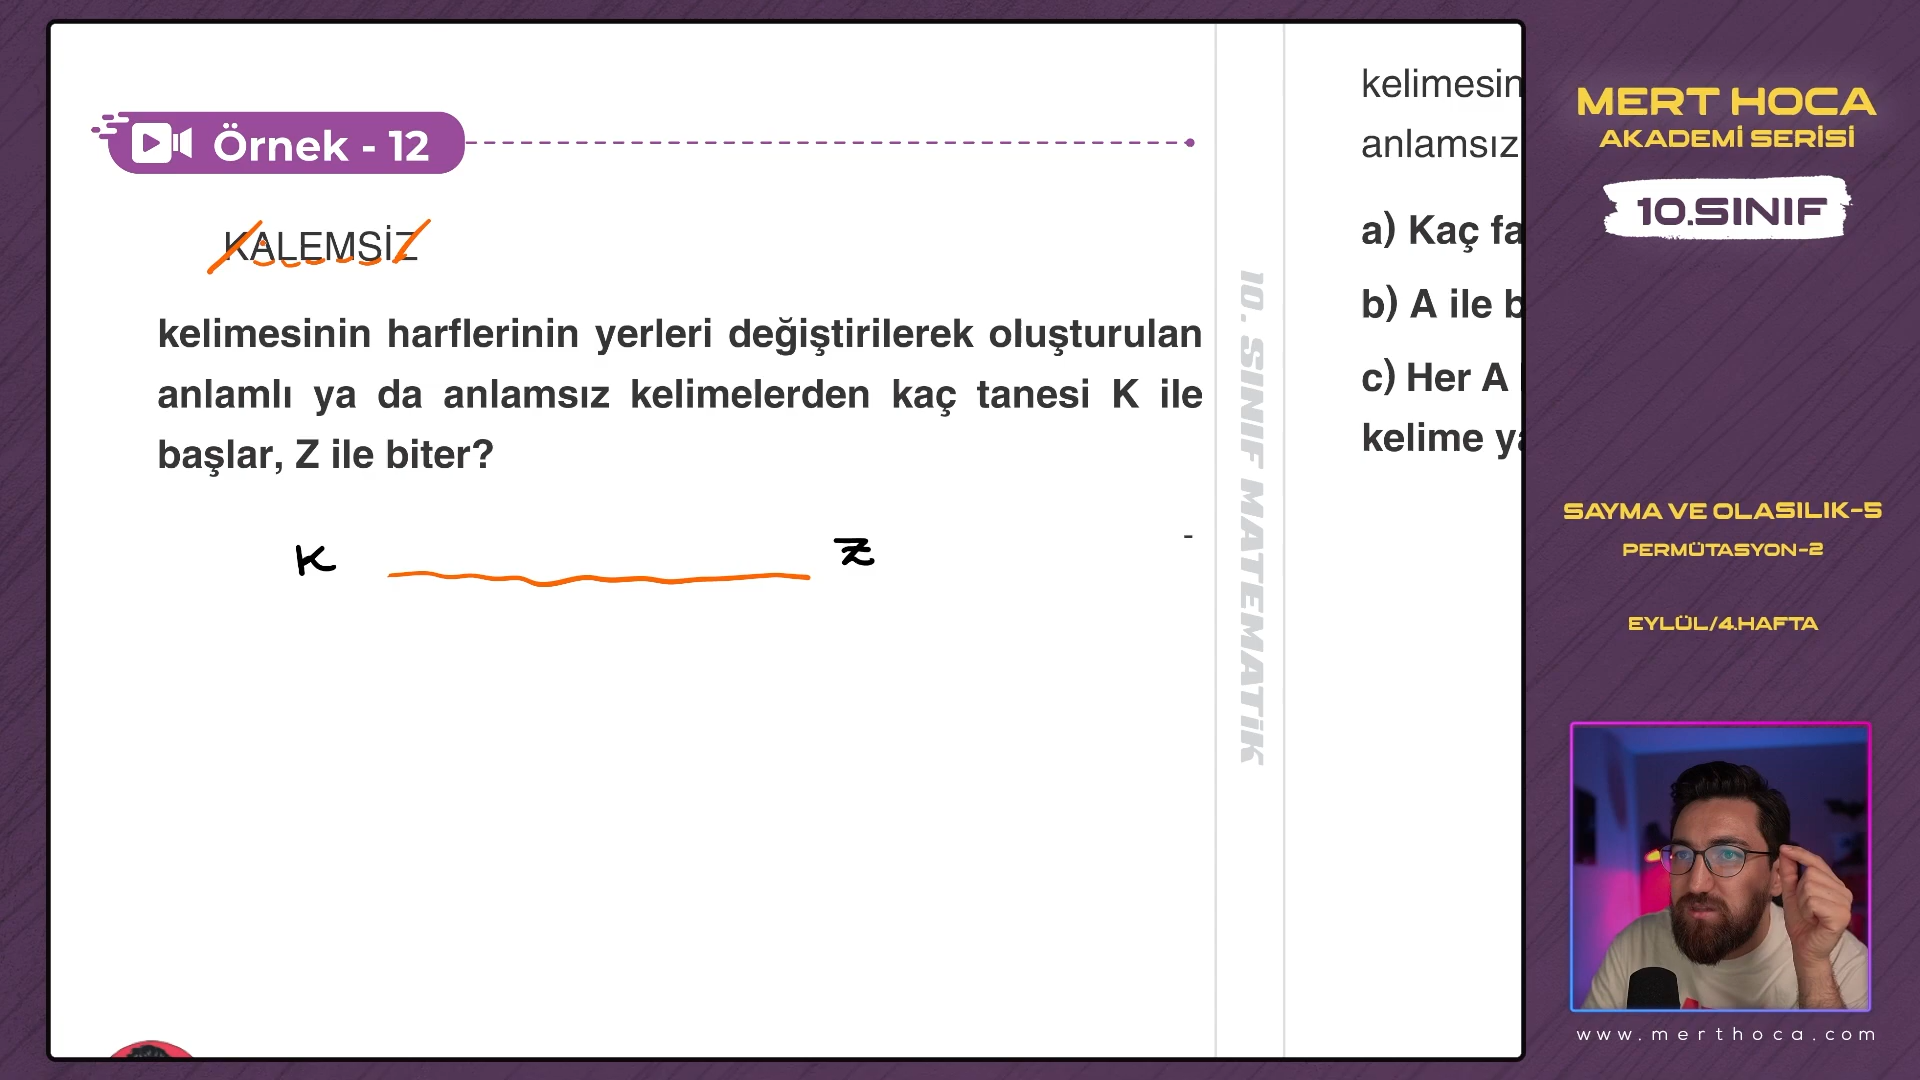 Örnek - 12
KALEMSİZ
kelimesinin harflerinin yerleri değiştirilerek oluşturulan
anlamlı ya da anlamsız kelimelerden kaç tanesi K ile
başlar, Z ile biter?
K Z
-
10. SINIF MATEMATİK
kelimesin
anlamsız
a) Kaç fa
b) A ile b
c) Her A
kelime ya
MERT HOCA
AKADEMİ SERİSİ
10.SINIF
SAYMA VE OLASILIK-5
PERMÜTASYON-2
EYLÜL/4.HAFTA
www.merthoca.com